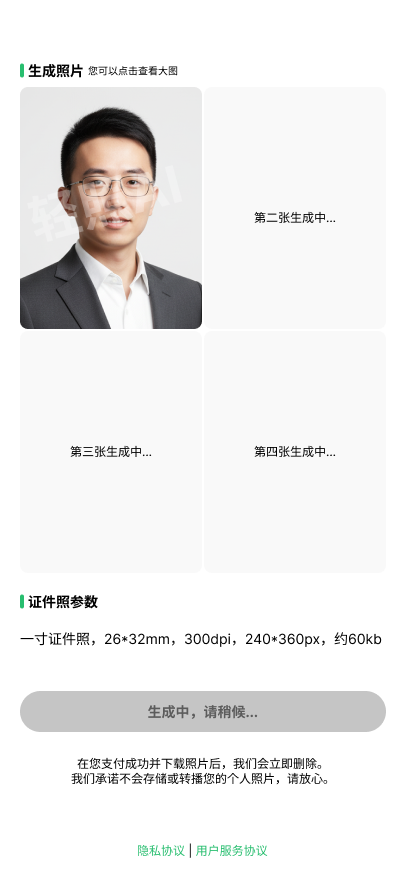 生成照片 您可以点击查看大图
第二张生成中...
第三张生成中...
第四张生成中...
证件照参数
一寸证件照，26*32mm，300dpi，240*360px，约60kb
生成中，请稍候...
在您支付成功并下载照片后，我们会立即删除。
我们承诺不会存储或转播您的个人照片，请放心。
隐私协议 | 用户服务协议